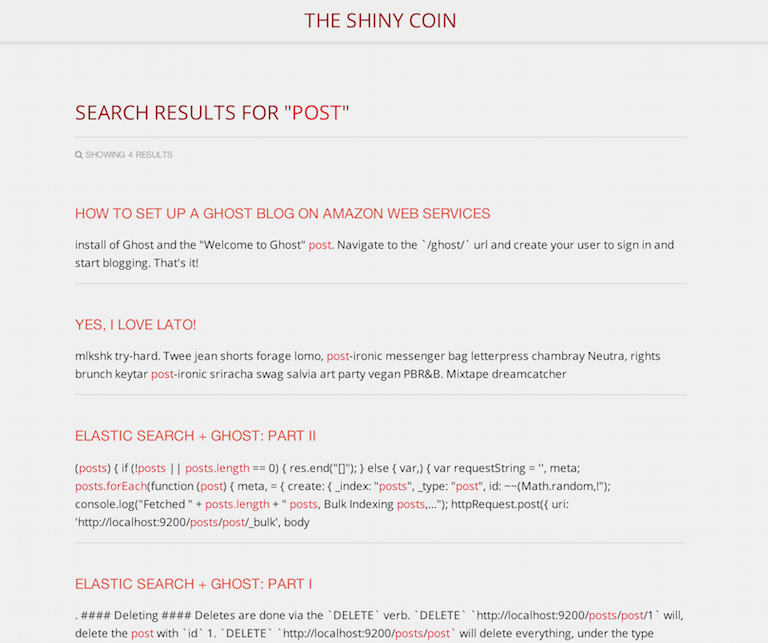 THE SHINY COIN
SEARCH RESULTS FOR "POST"
SHOWING 4 RESULTS
HOW TO SET UP A GHOST BLOG ON AMAZON WEB SERVICES
install of Ghost and the "Welcome to Ghost" post. Navigate to the `/ghost/` url and create your user to sign in and
start blogging. That's it!
YES, I LOVE LATO!
mlkshk try-hard. Twee jean shorts forage lomo, post-ironic messenger bag letterpress chambray Neutra, rights
brunch keytar post-ironic sriracha swag salvia art party vegan PBR&B. Mixtape dreamcatcher
ELASTIC SEARCH + GHOST: PART II
(posts) { if (!posts || posts.length == 0) { res.end("[]"); } else { var,) { var requestString = '', meta;
posts.forEach(function (post) { meta, = { create: { _index: "posts", _type: "post", id: ~~(Math.random,!");
console.log("Fetched " + posts.length + " posts, Bulk Indexing posts,..."); httpRequest.post({ uri:
'http://localhost:9200/posts/post/_bulk', body
ELASTIC SEARCH + GHOST: PART I
. #### Deleting #### Deletes are done via the `DELETE` verb. `DELETE` `http://localhost:9200/posts/post/1` will,
delete the post with `id` 1. `DELETE` `http://localhost:9200/posts/post` will delete everything, under the type